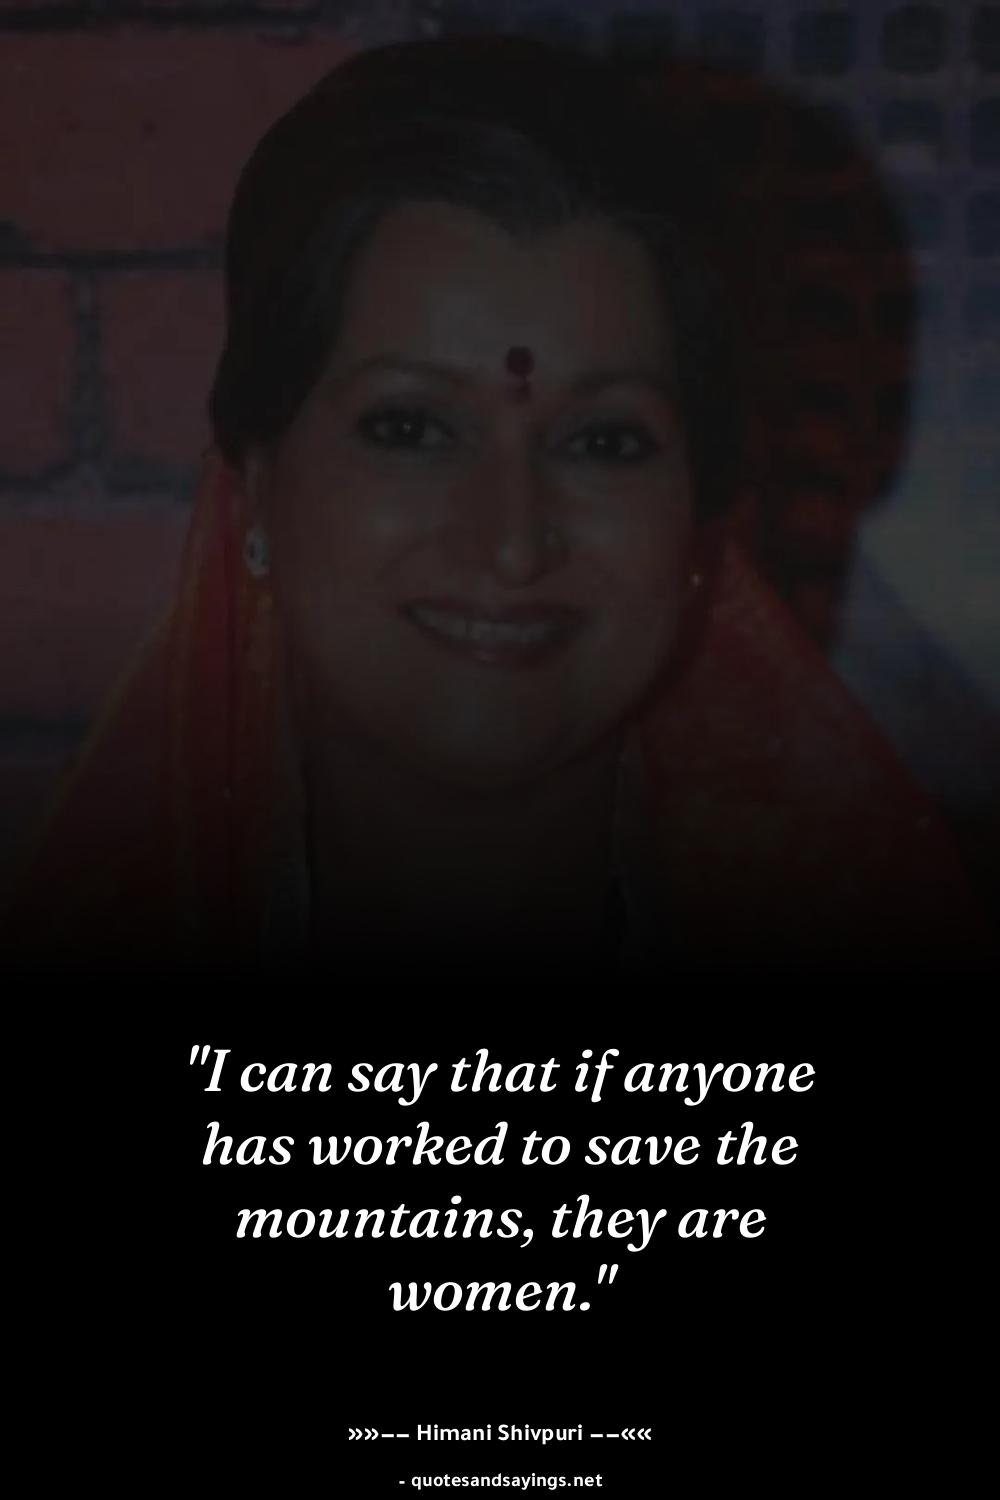 "I can say that if anyone
has worked to save the
mountains, they are
women."
»»–– Himani Shivpuri ––««
- quotesandsayings.net